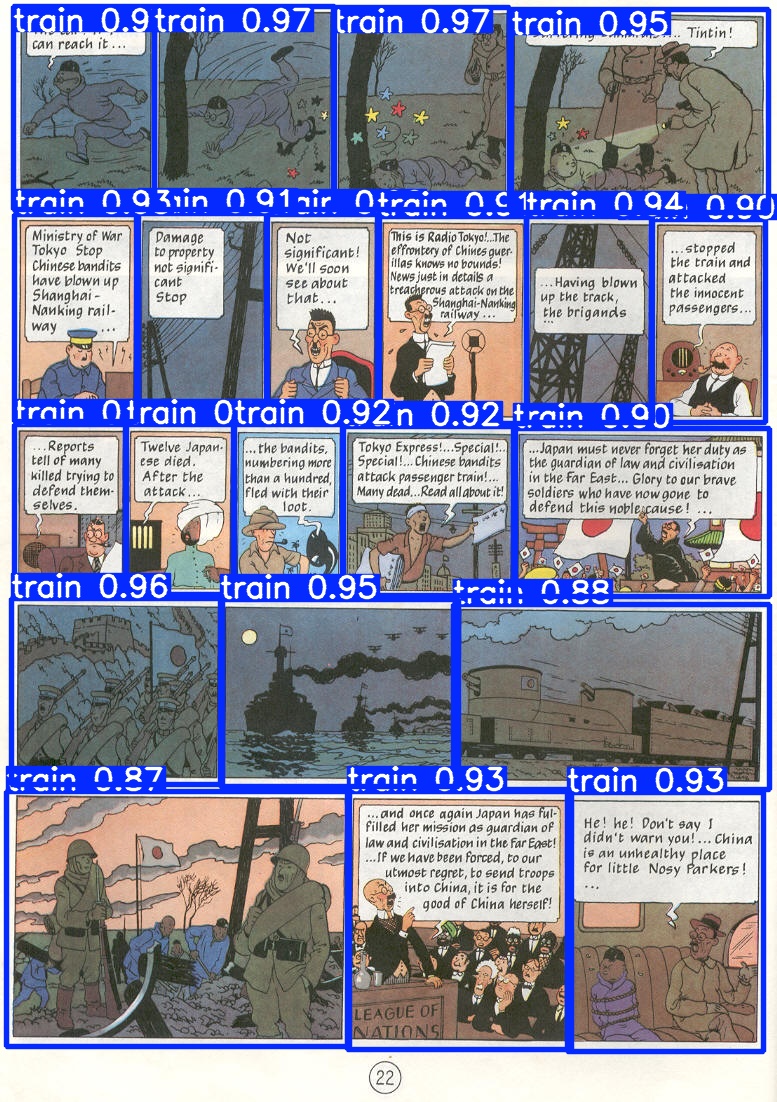 train 0.9
train 0.97
train 0.97
train 0.95
can reach it...
Tintin!
train 0.93
in 0.91
train 0.94
0.90
Ministry of War
Tokyo Stop
Chinese bandits
have blown up
Shanghai-
Nanking rail-
way ...
Damage
to property
not signifi-
cant
Stop
Not
significant!
We'll soon
see about
that...
This is Radio Tokyo!...The
effrontery of Chines guer-
illas knows no bounds!
News just in details a
treacherous attack on the
Shanghai-Nanking
railway...
...Having blown
up the track,
the brigands
...
...stopped
the train and
attacked
the innocent
passengers...
train 0.92
n 0.92
train 0.90
...Reports
tell of many
killed trying to
defend them-
selves.
Twelve Japan-
ese died.
After the
attack...
...the bandits,
numbering more
than a hundred,
fled with their
loot.
Tokyo Express!...Special!..
Special!...Chinese bandits
attack passenger train!...
Many dead...Read all about it!
...Japan must never forget her duty as
the guardian of law and civilisation
in the Far East... Glory to our brave
soldiers who have now gone to
defend this noble cause! ...
train 0.96
train 0.95
train 0.88
train 0.87
train 0.93
train 0.93
...and once again Japan has ful-
filled her mission as guardian of
law and civilisation in the Far East!
...If we have been forced, to our
utmost regret, to send troops
into China, it is for the
good of China herself!
LEAGUE OF
NATIONS
He! he! Don't say I
didn't warn you!... China
is an unhealthy place
for little Nosy Parkers!
...
22